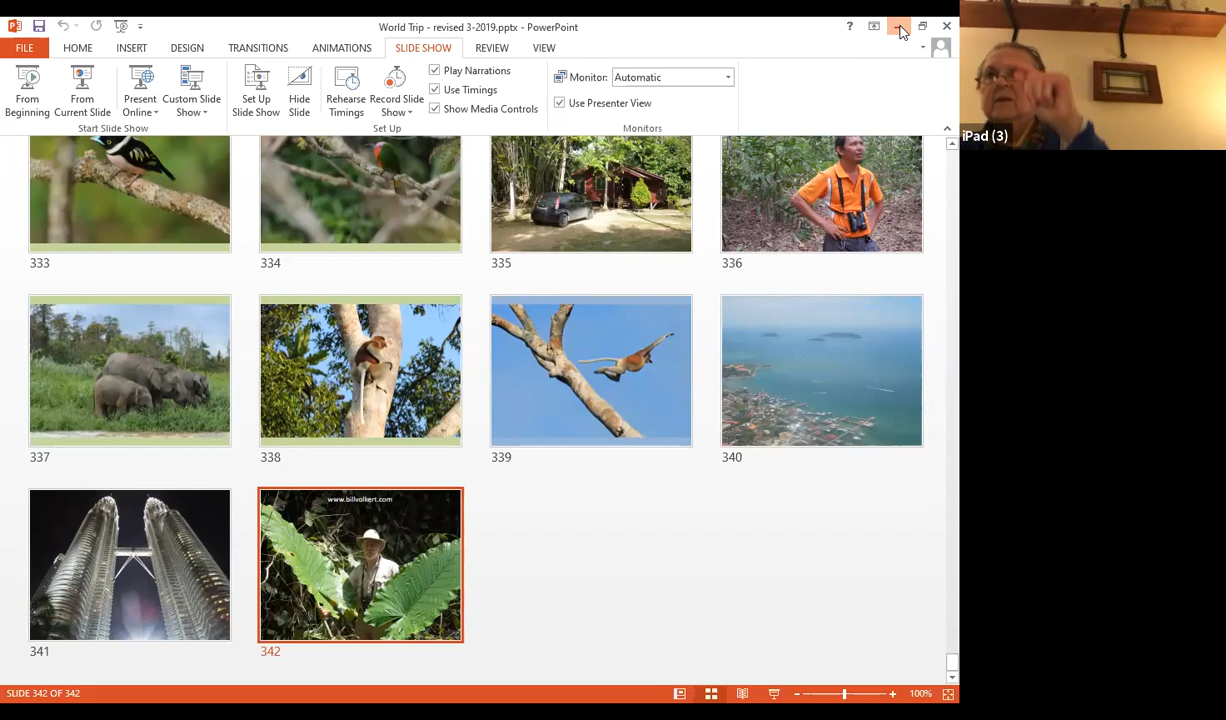 World Trip - revised 3-2019.pptx - PowerPoint
FILE HOME INSERT DESIGN TRANSITIONS ANIMATIONS SLIDE SHOW REVIEW VIEW
From Beginning
From Current Slide
Present Online
Custom Slide Show
Start Slide Show
Set Up Slide Show
Hide Slide
Rehearse Timings
Record Slide Show
Play Narrations
Use Timings
Show Media Controls
Set Up
Monitor: Automatic
Use Presenter View
Monitors
iPad (3)
333 334 335 336
337 338 339 340
www.billvolkert.com
341 342
SLIDE 342 OF 342 100%